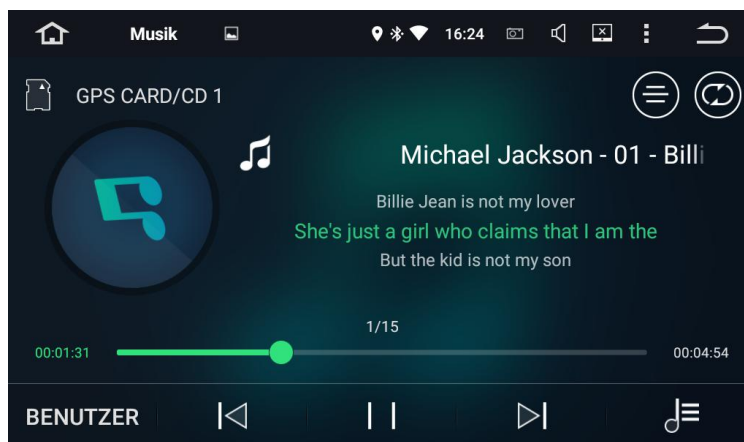 Musik 16:24
GPS CARD/CD 1
Michael Jackson - 01 - Billi
Billie Jean is not my lover
She's just a girl who claims that I am the
But the kid is not my son
1/15
00:01:31 00:04:54
BENUTZER